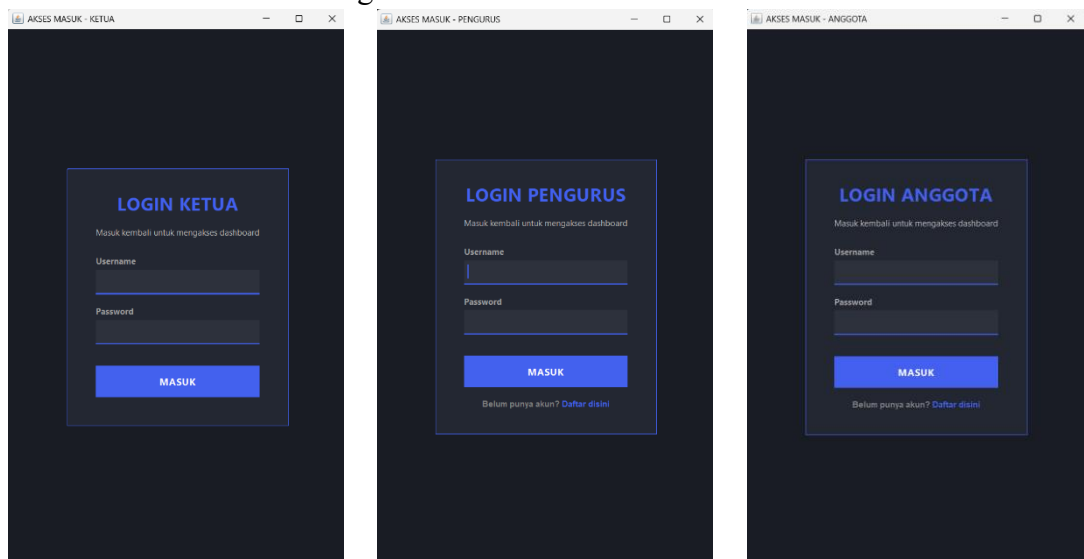 AKSES MASUK - KETUA
LOGIN KETUA
Masuk kembali untuk mengakses dashboard
Username
Password
MASUK
AKSES MASUK - PENGURUS
LOGIN PENGURUS
Masuk kembali untuk mengakses dashboard
Username
Password
MASUK
Belum punya akun? Daftar disini
AKSES MASUK - ANGGOTA
LOGIN ANGGOTA
Masuk kembali untuk mengakses dashboard
Username
Password
MASUK
Belum punya akun? Daftar disini